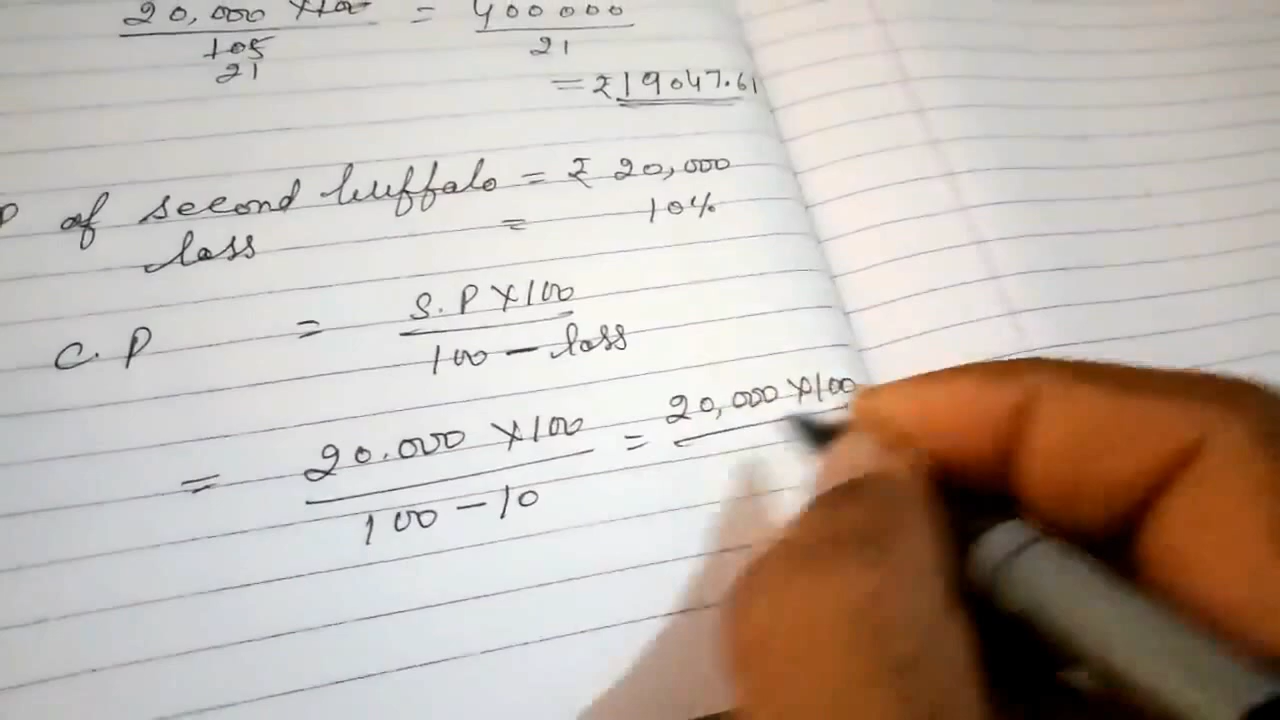 20,000 × 100 = 400000
105 21
21
= ₹ 19047.61
P of second buffalo = ₹ 20,000
loss = 10%
C.P = S.P × 100
100 - loss
= 20.000 × 100 = 20,000 × 100
100 - 10